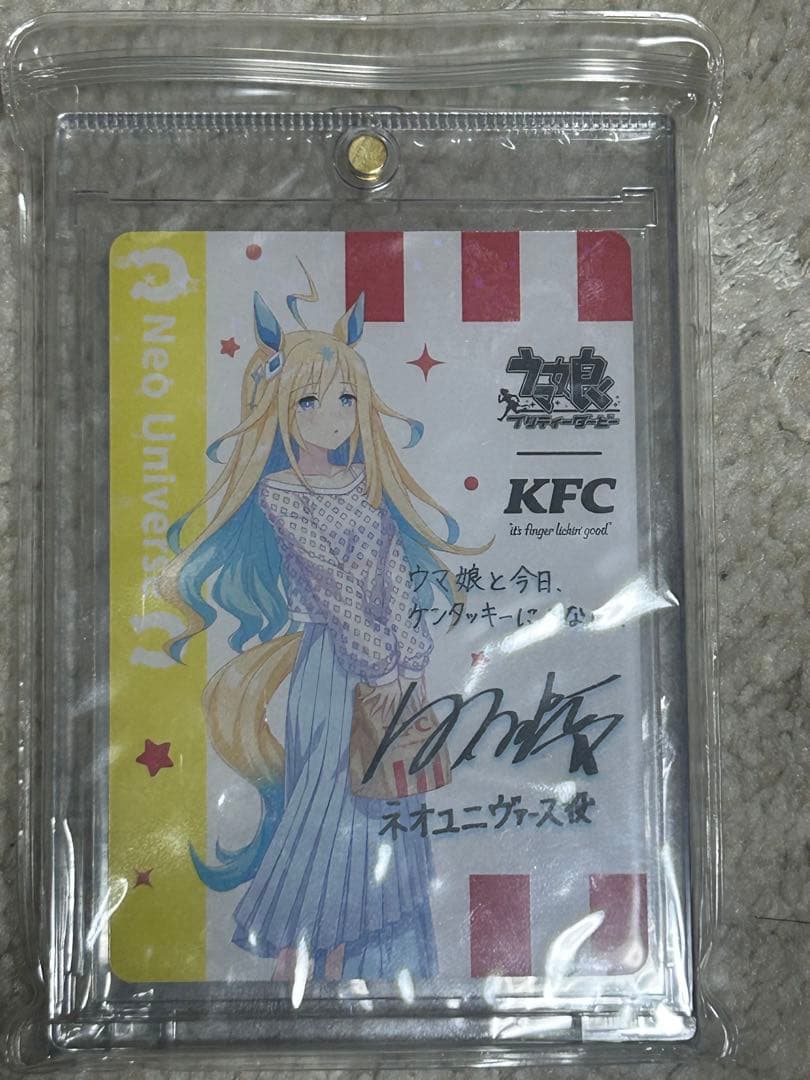 Neo Universe
ウマ娘
プリティーダービー
KFC
"it's finger lickin' good"
ウマ娘と今日、
ケンタッキーに
ネオユニヴァース役